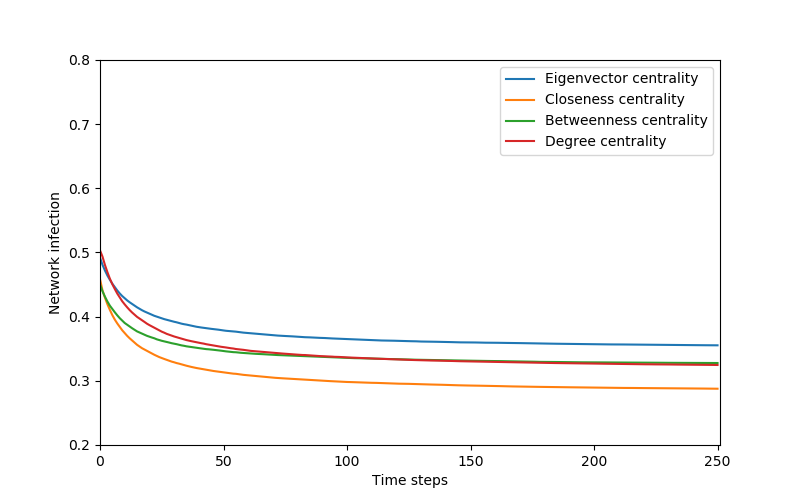 0.8
0.7
0.6
0.5
0.4
0.3
0.2
Network infection
Eigenvector centrality
Closeness centrality
Betweenness centrality
Degree centrality
0 50 100 150 200 250
Time steps